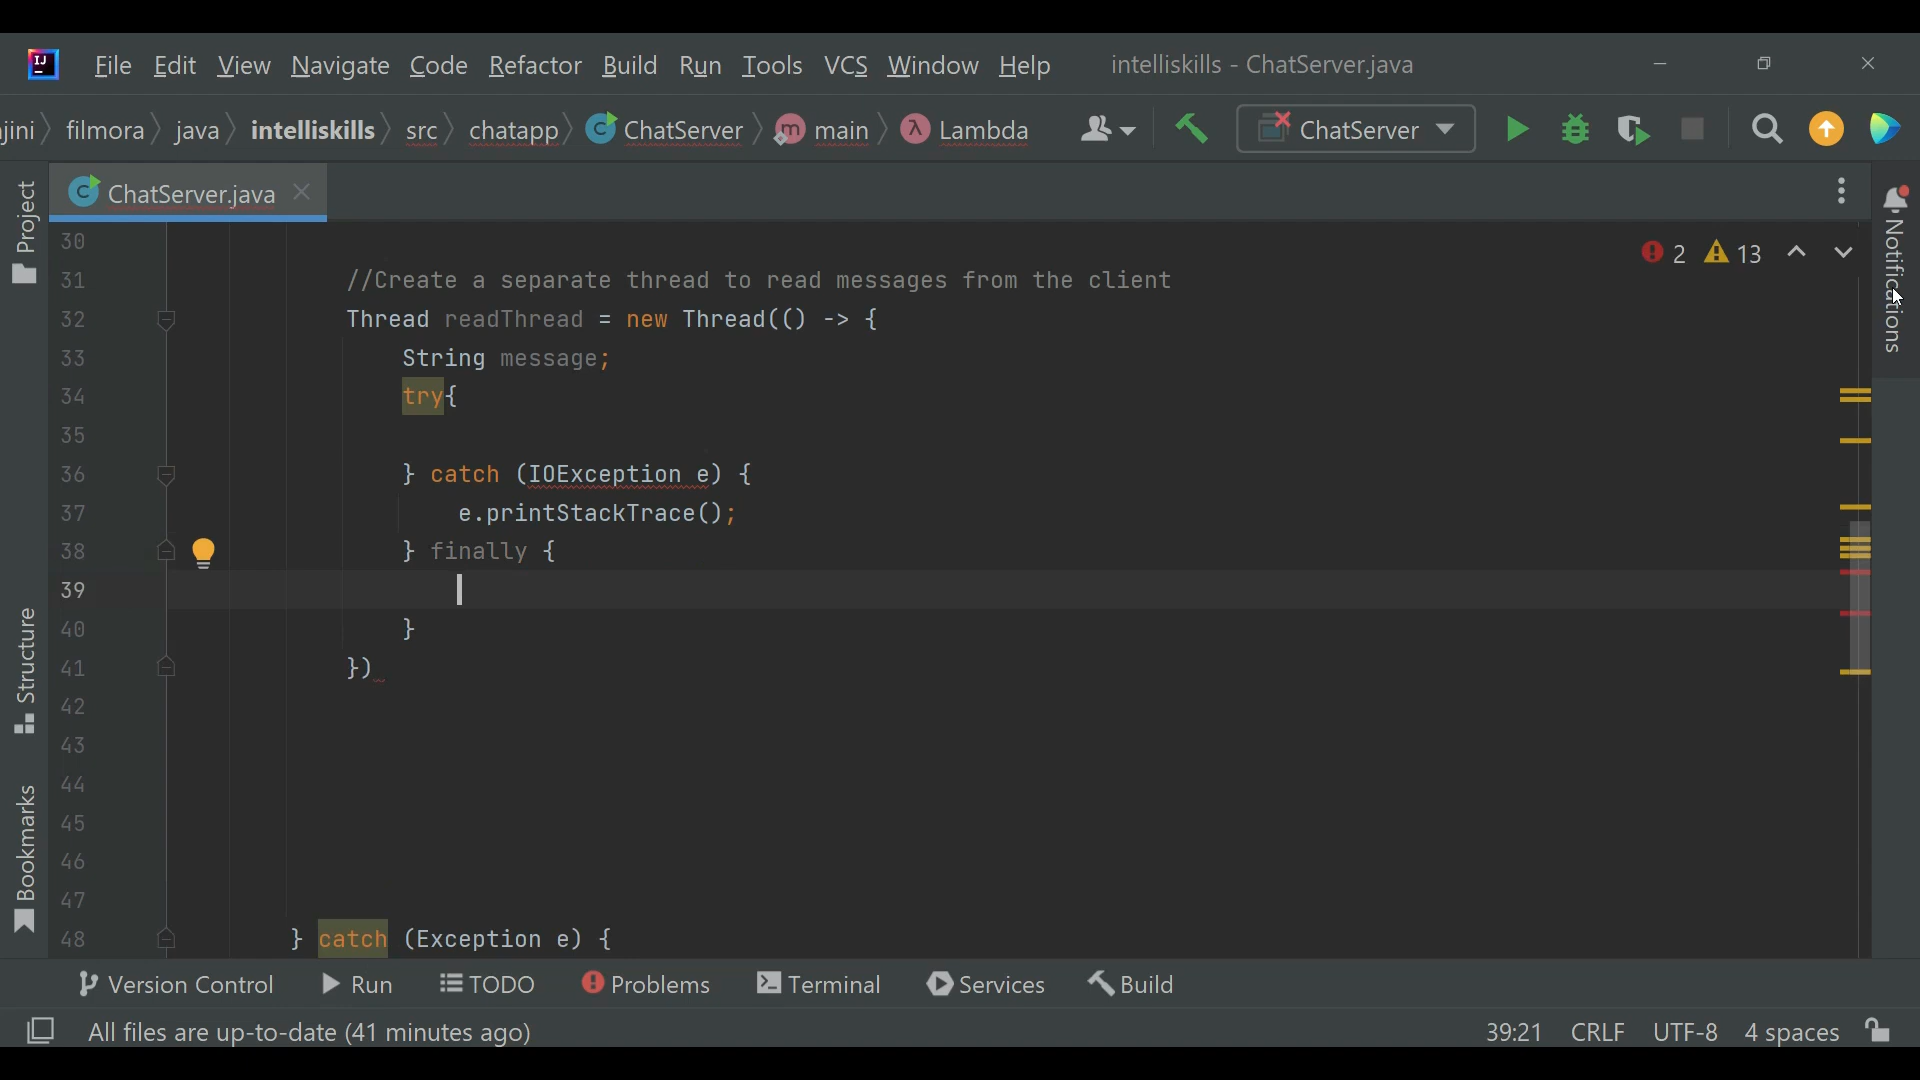 IJ File Edit View Navigate Code Refactor Build Run Tools VCS Window Help intelliskills - ChatServer.java
jini filmora java intelliskills src chatapp C ChatServer m main λ Lambda ChatServer
C ChatServer.java
Project
Structure
Bookmarks
Notifications
2 13
30
31 //Create a separate thread to read messages from the client
32 Thread readThread = new Thread(() -> {
33 String message;
34 try{
35
36 } catch (IOException e) {
37 e.printStackTrace();
38 } finally {
39
40 }
41 })
42
43
44
45
46
47
48 } catch (Exception e) {
Version Control Run TODO Problems Terminal Services Build
All files are up-to-date (41 minutes ago) 39:21 CRLF UTF-8 4 spaces